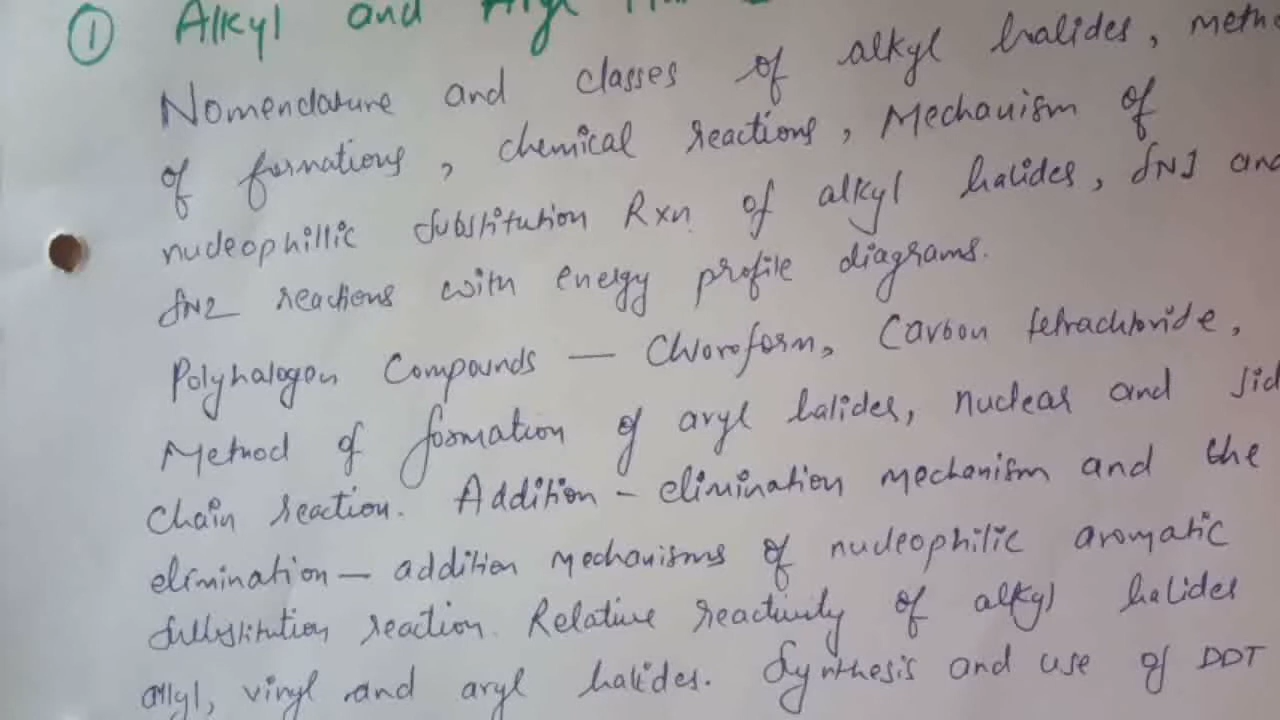 ① Alkyl and Aryl
Nomenclature and classes of alkyl halides, meth
of formations, chemical reactions, Mechanism of
nucleophillic Substitution Rxn of alkyl halides, SN1 and
SN2 reactions with energy profile diagrams.
Polyhalogen Compounds — Chloroform, Carbon tetrachloride,
Method of formation of aryl halides, nuclear and sid
Chain reaction. Addition - elimination mechanism and the
elimination — addition mechanisms of nucleophilic aromatic
Substitution reaction. Relative reactivity of alkyl halides
allyl, vinyl and aryl halides. Synthesis and use of DDT